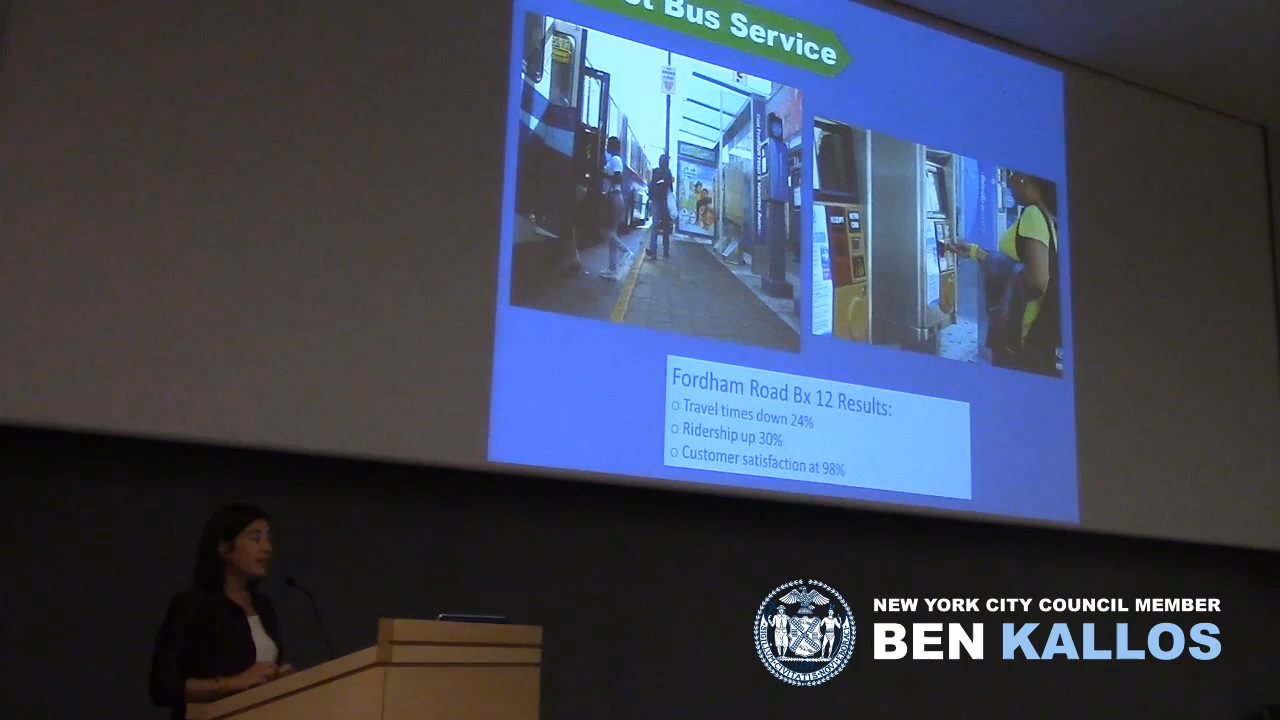 Bus Service
Fordham Road Bx 12 Results:
o Travel times down 24%
o Ridership up 30%
o Customer satisfaction at 98%
NEW YORK CITY COUNCIL MEMBER
BEN KALLOS